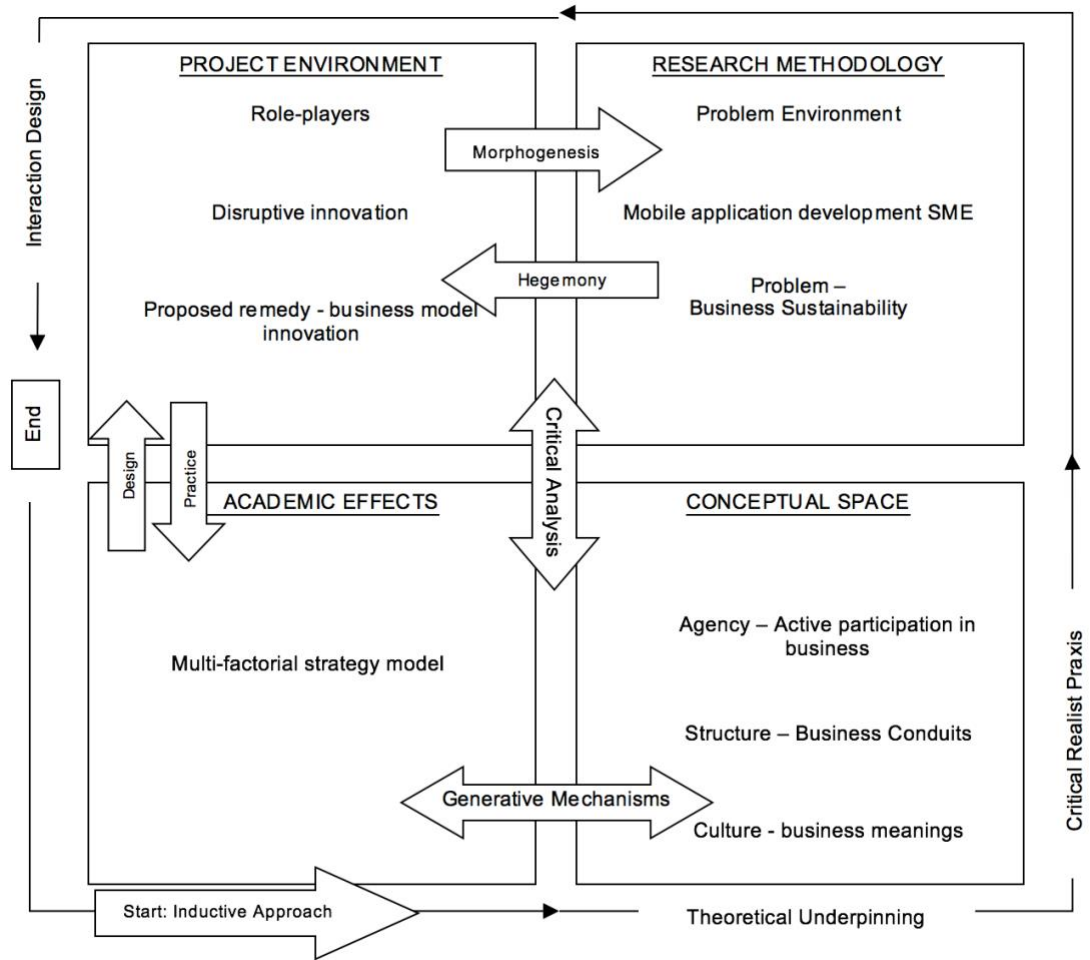 PROJECT ENVIRONMENT
Role-players
Disruptive innovation
Proposed remedy - business model
innovation
RESEARCH METHODOLOGY
Problem Environment
Mobile application development SME
Problem –
Business Sustainability
Morphogenesis
Hegemony
Interaction Design
End
Design
Practice
Critical Analysis
ACADEMIC EFFECTS
Multi-factorial strategy model
CONCEPTUAL SPACE
Agency – Active participation in
business
Structure – Business Conduits
Culture - business meanings
Generative Mechanisms
Critical Realist Praxis
Start: Inductive Approach
Theoretical Underpinning